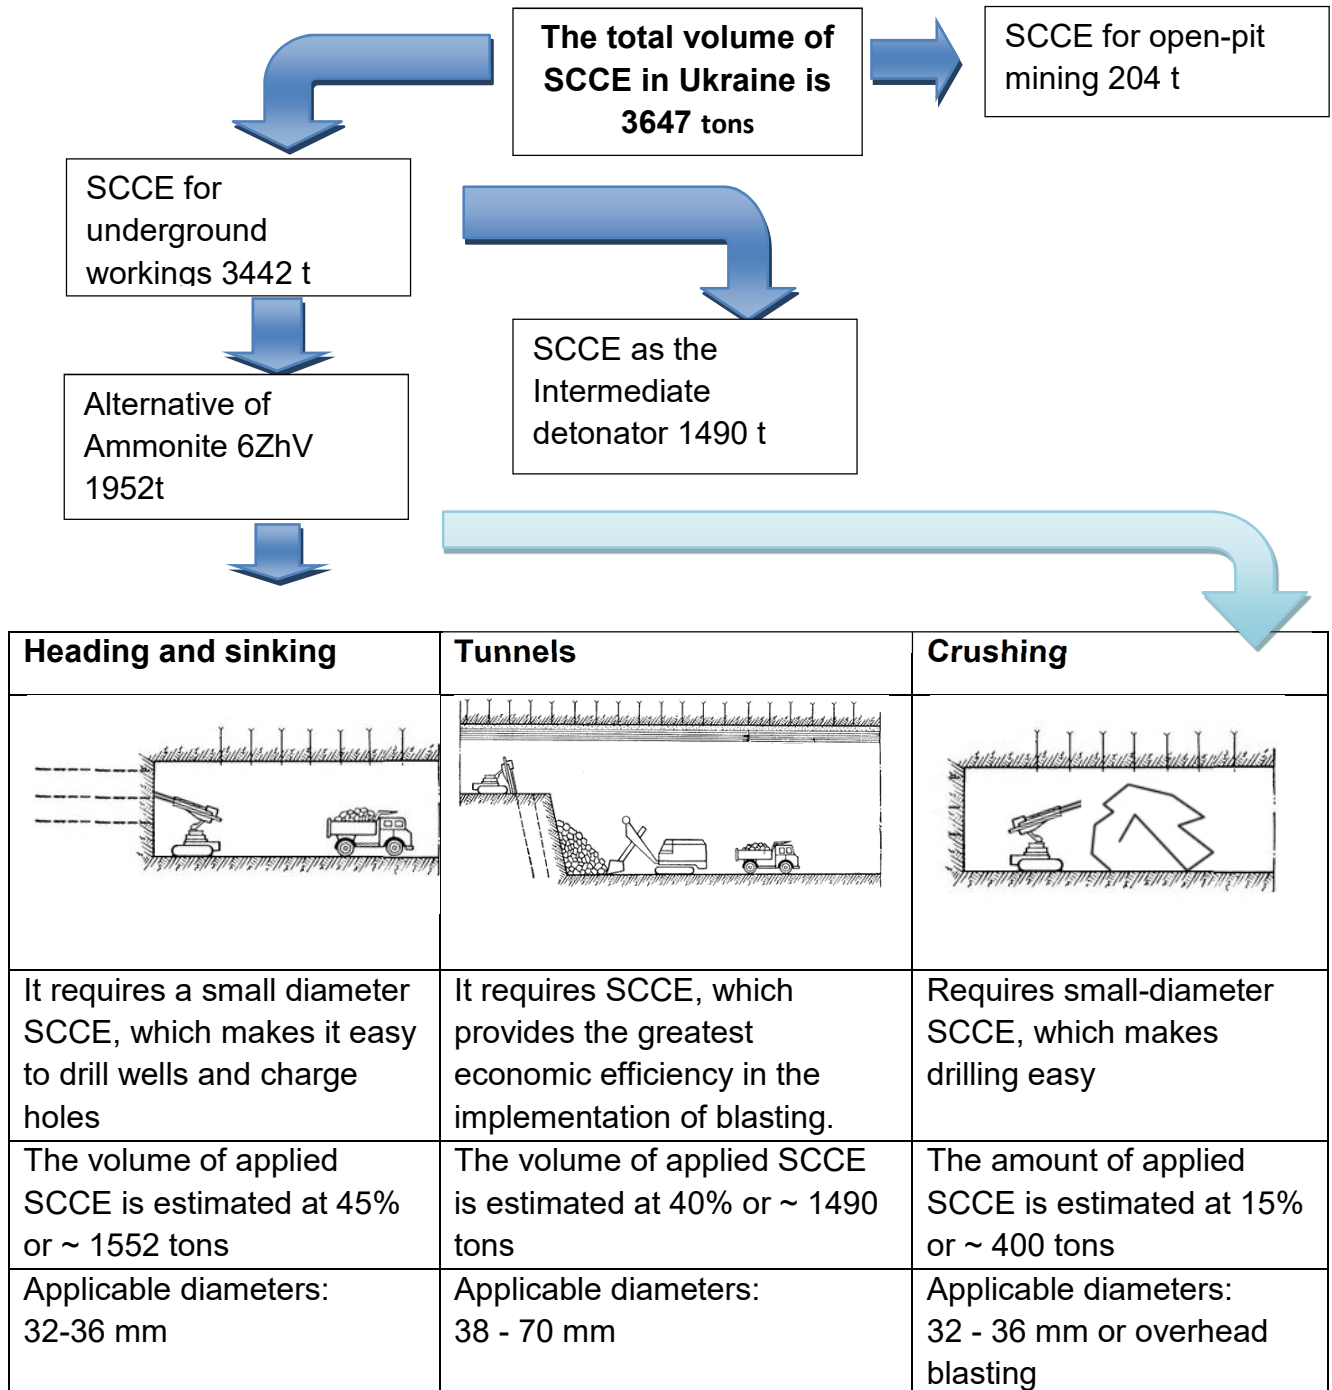 The total volume of
SCCE in Ukraine is
3647 tons
SCCE for open-pit
mining 204 t
SCCE for
underground
workings 3442 t
SCCE as the
Intermediate
detonator 1490 t
Alternative of
Ammonite 6ZhV
1952t
Heading and sinking
Tunnels
Crushing
It requires a small diameter
SCCE, which makes it easy
to drill wells and charge
holes
It requires SCCE, which
provides the greatest
economic efficiency in the
implementation of blasting.
Requires small-diameter
SCCE, which makes
drilling easy
The volume of applied
SCCE is estimated at 45%
or ~ 1552 tons
The volume of applied SCCE
is estimated at 40% or ~ 1490
tons
The amount of applied
SCCE is estimated at 15%
or ~ 400 tons
Applicable diameters:
32-36 mm
Applicable diameters:
38 - 70 mm
Applicable diameters:
32 - 36 mm or overhead
blasting